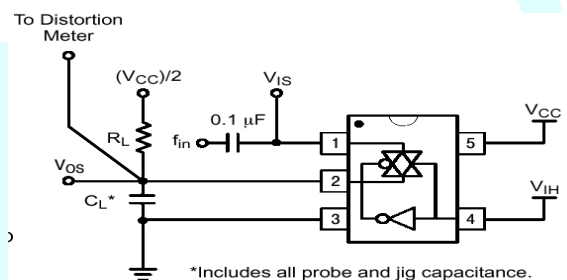 To Distortion
Meter
(VCC)/2
VIS
VCC
0.1 µF
RL
fin
1
5
VOS
2
VIH
CL*
3
4
*Includes all probe and jig capacitance.